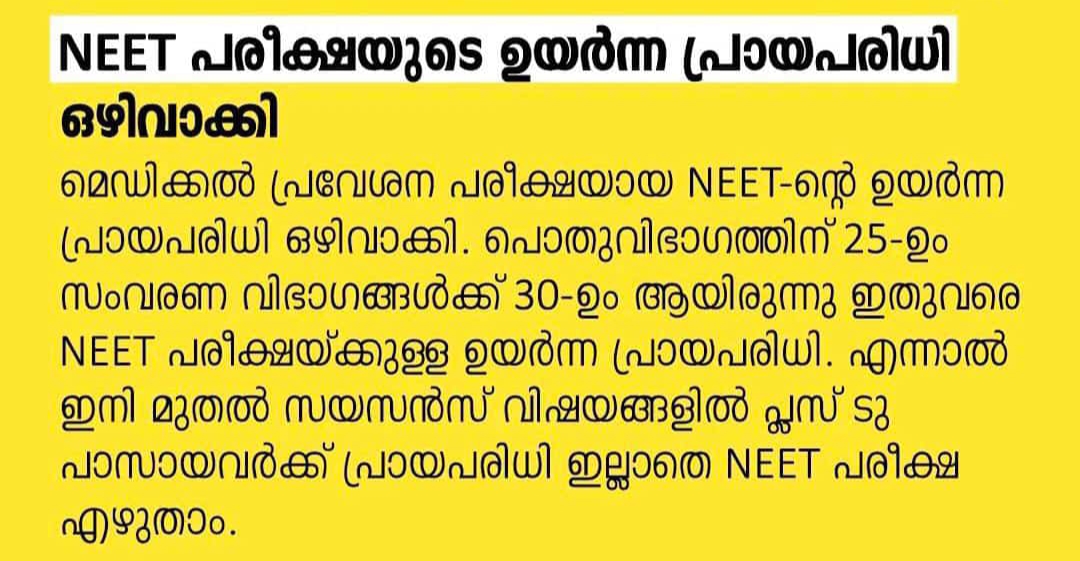 NEET പരീക്ഷയുടെ ഉയർന്ന പ്രായപരിധി
ഒഴിവാക്കി
മെഡിക്കൽ പ്രവേശന പരീക്ഷയായ NEET-ന്റെ ഉയർന്ന
പ്രായപരിധി ഒഴിവാക്കി. പൊതുവിഭാഗത്തിന് 25-ഉം
സംവരണ വിഭാഗങ്ങൾക്ക് 30-ഉം ആയിരുന്നു ഇതുവരെ
NEET പരീക്ഷയ്ക്കുള്ള ഉയർന്ന പ്രായപരിധി. എന്നാൽ
ഇനി മുതൽ സയസൻസ് വിഷയങ്ങളിൽ പ്ലസ് ടു
പാസായവർക്ക് പ്രായപരിധി ഇല്ലാതെ NEET പരീക്ഷ
എഴുതാം.